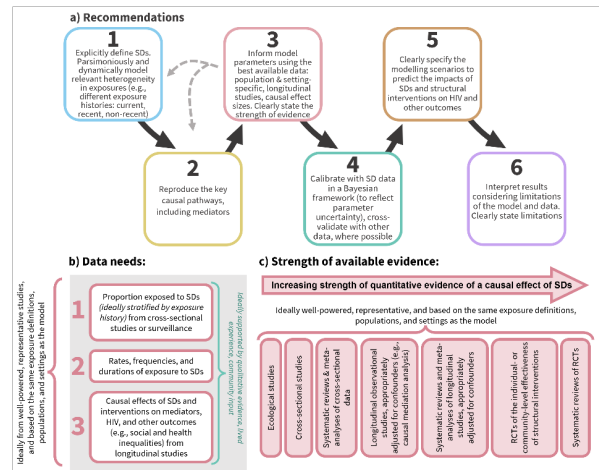 a) Recommendations
1
Explicitly define SDs.
Parsimoniously and
dynamically model
relevant heterogeneity
in exposures (e.g.,
different exposure
histories: current,
recent, non-recent)
2
Reproduce the key
causal pathways,
including mediators
3
Inform model
parameters using the
best available data:
population & setting-
specific, longitudinal
studies, causal effect
sizes. Clearly state the
strength of evidence
4
Calibrate with SD data
in a Bayesian
framework (to reflect
parameter
uncertainty), cross-
validate with other
data, where possible
5
Clearly specify the
modelling scenarios to
predict the impacts of
SDs and structural
interventions on HIV and
other outcomes
6
Interpret results
considering limitations
of the model and data.
Clearly state limitations
b) Data needs:
Ideally from well-powered, representative studies,
and based on the same exposure definitions,
populations, and settings as the model
1
Proportion exposed to SDs
(ideally stratified by exposure
history) from cross-sectional
studies or surveillance
2
Rates, frequencies, and
durations of exposure to SDs
3
Causal effects of SDs and
interventions on mediators,
HIV, and other outcomes
(e.g., social and health
inequalities) from
longitudinal studies
Ideally supported by qualitative evidence, lived
experience, community input
c) Strength of available evidence:
Increasing strength of quantitative evidence of a causal effect of SDs
Ideally well-powered, representative, and based on the same exposure definitions,
populations, and settings as the model
Ecological studies
Cross-sectional studies
Systematic reviews & meta-
analyses of cross-sectional
data
Longitudinal observational
studies, appropriately
adjusted for confounders (e.g.,
causal mediation analysis)
Systematic reviews and meta-
analyses of longitudinal
studies, appropriately
adjusted for confounders
RCTs of the individual- or
community-level effectiveness
of structural interventions
Systematic reviews of RCTs